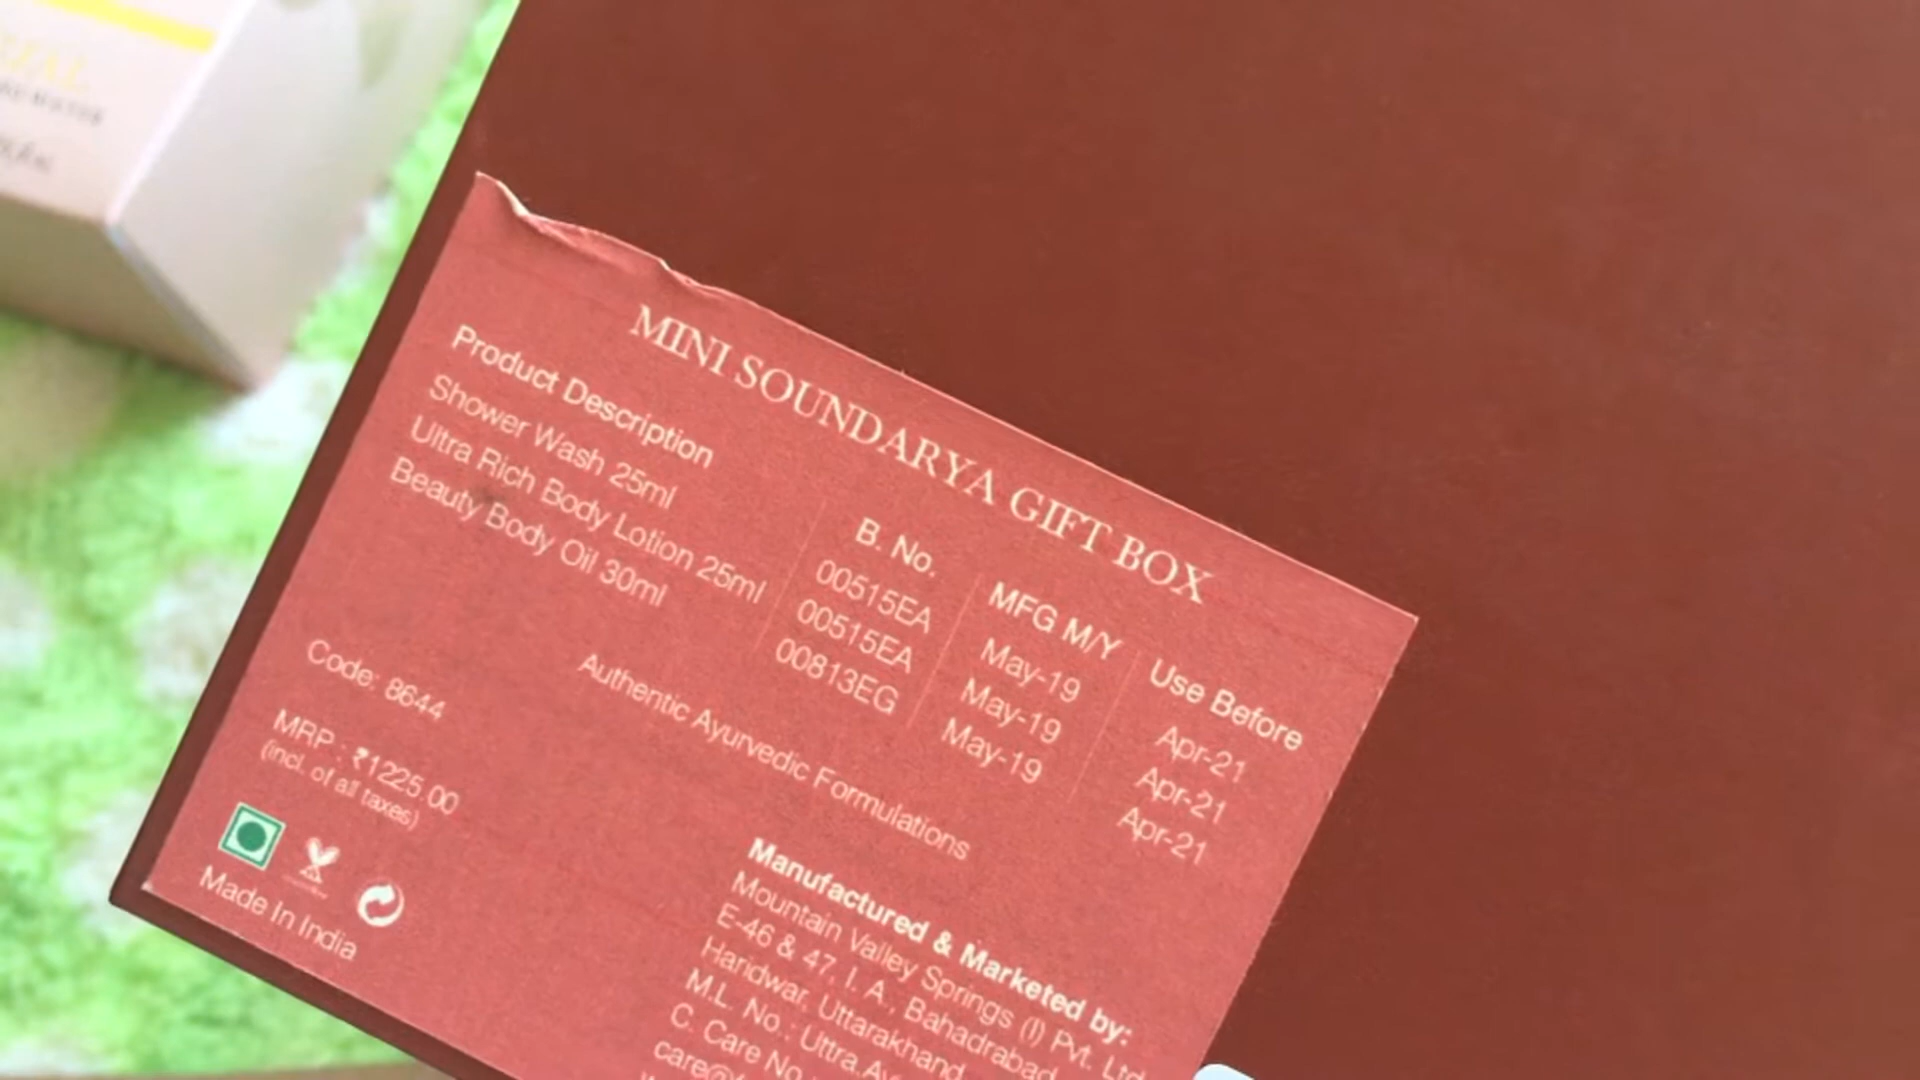 MINI SOUNDARYA GIFT BOX
Product Description
Shower Wash 25ml
Ultra Rich Body Lotion 25ml
Beauty Body Oil 30ml
B. No.
00515EA
00515EA
00813EG
MFG M/Y
May-19
May-19
May-19
Use Before
Apr-21
Apr-21
Apr-21
Code: 8644
MRP : ₹1225.00
(incl. of all taxes)
Made In India
Authentic Ayurvedic Formulations
Manufactured & Marketed by:
Mountain Valley Springs (I) Pvt. Ltd
E-46 & 47, I. A., Bahadrabad
Haridwar, Uttarakhand
M.L. No.: Uttra.Ay
C. Care No.
care@
WATER